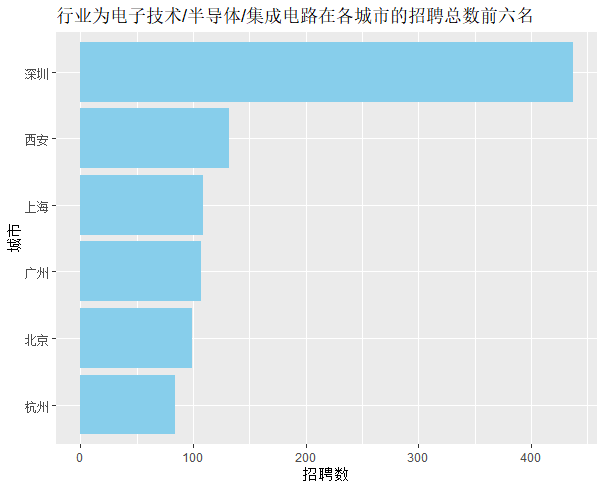 行业为电子技术/半导体/集成电路在各城市的招聘总数前六名
深圳
西安
上海
广州
北京
杭州
城市
0 100 200 300 400
招聘数